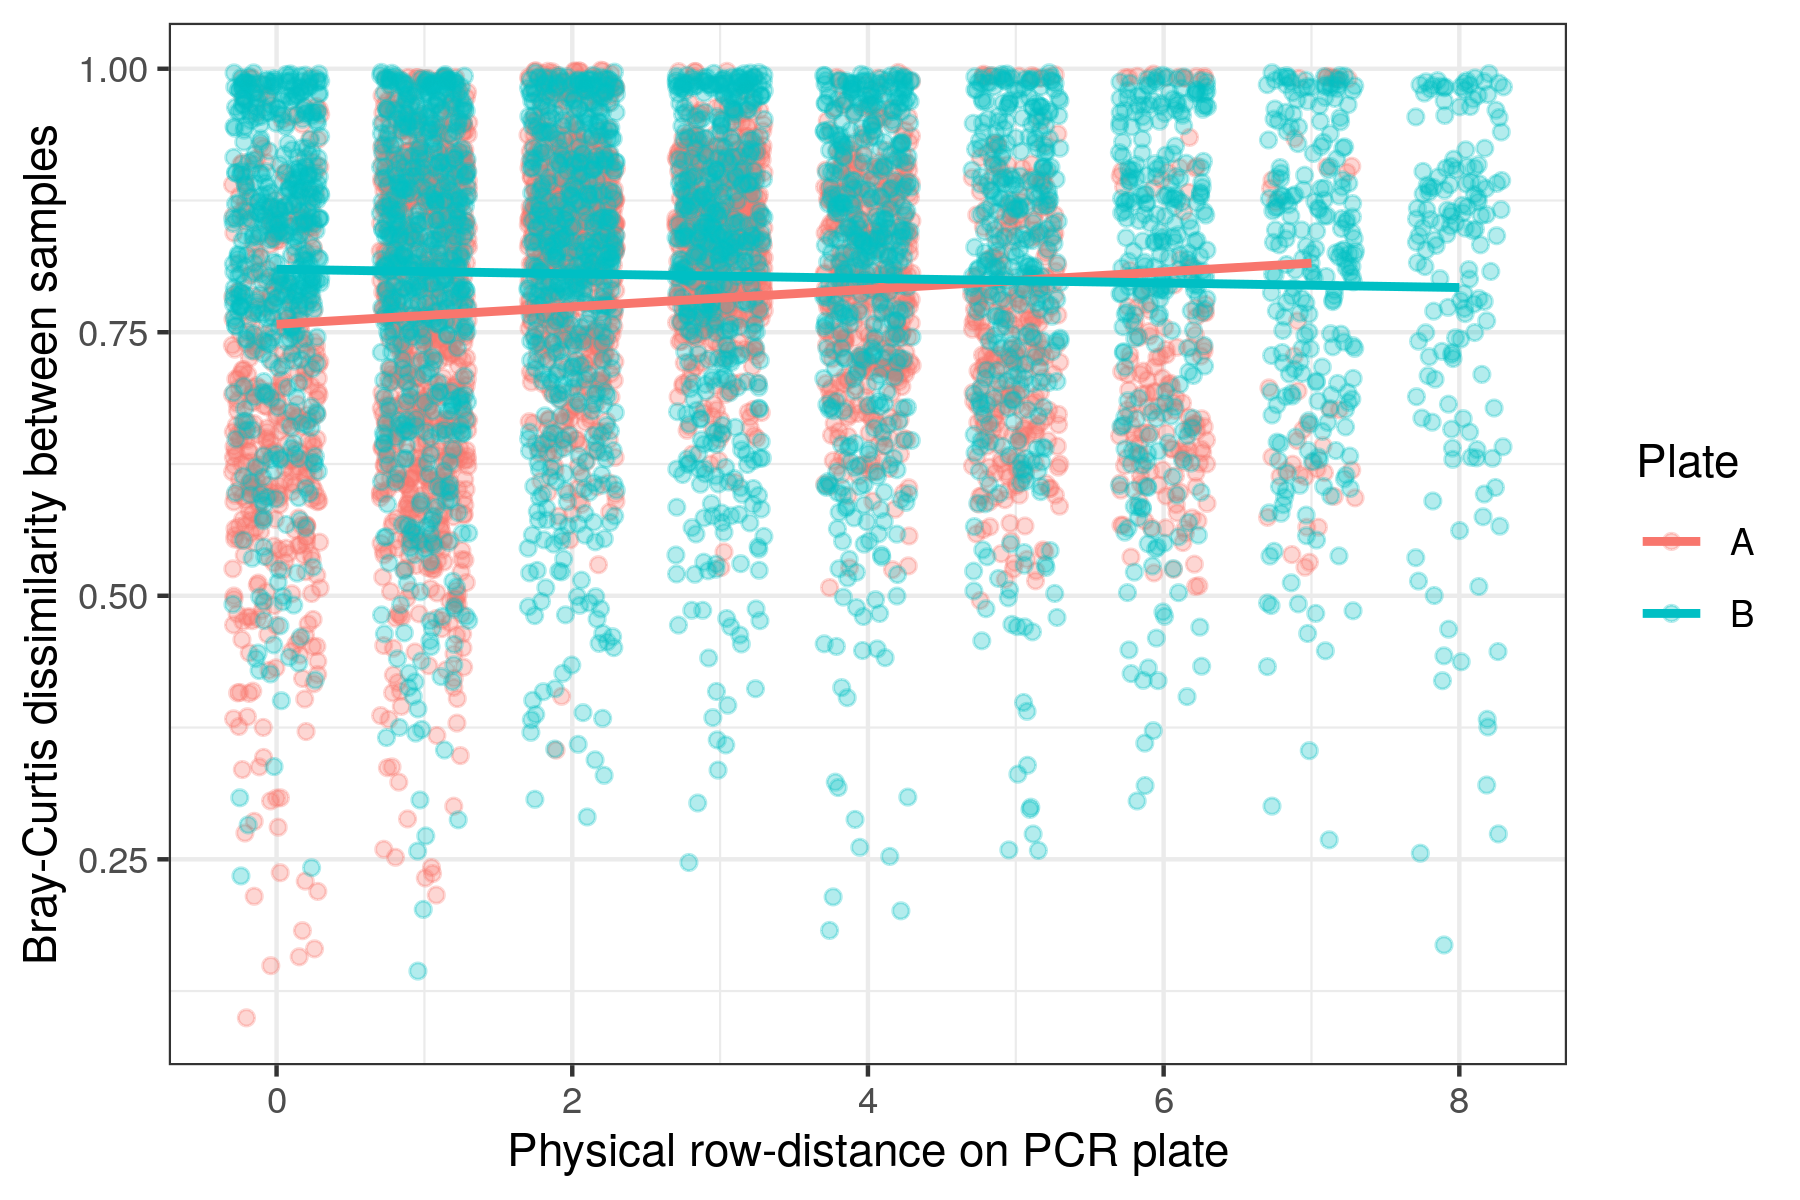 Bray-Curtis dissimilarity between samples
1.00
0.75
0.50
0.25
0
2
4
6
8
Physical row-distance on PCR plate
Plate
A
B